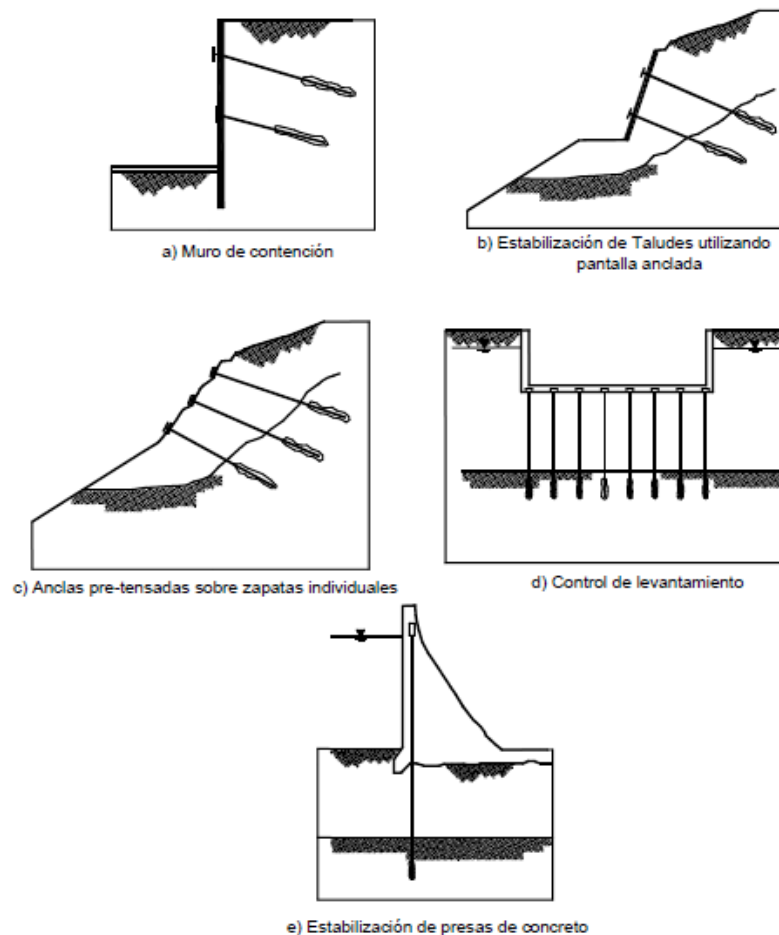 a) Muro de contención
b) Estabilización de Taludes utilizando
pantalla anclada
c) Anclas pre-tensadas sobre zapatas individuales
d) Control de levantamiento
e) Estabilización de presas de concreto